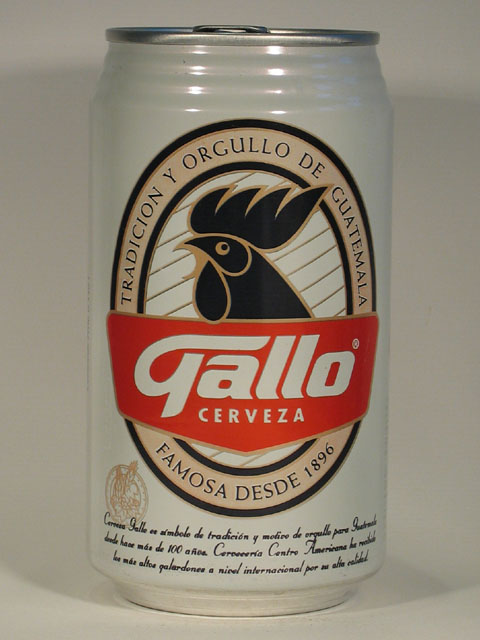 TRADICION Y ORGULLO DE GUATEMALA
Gallo®
CERVEZA
FAMOSA DESDE 1896
Cerveza Gallo es símbolo de tradición y motivo de orgullo para Guatemala
desde hace más de 100 años. Cervecería Centro Americana ha recibido
los más altos galardones a nivel internacional por su alta calidad.